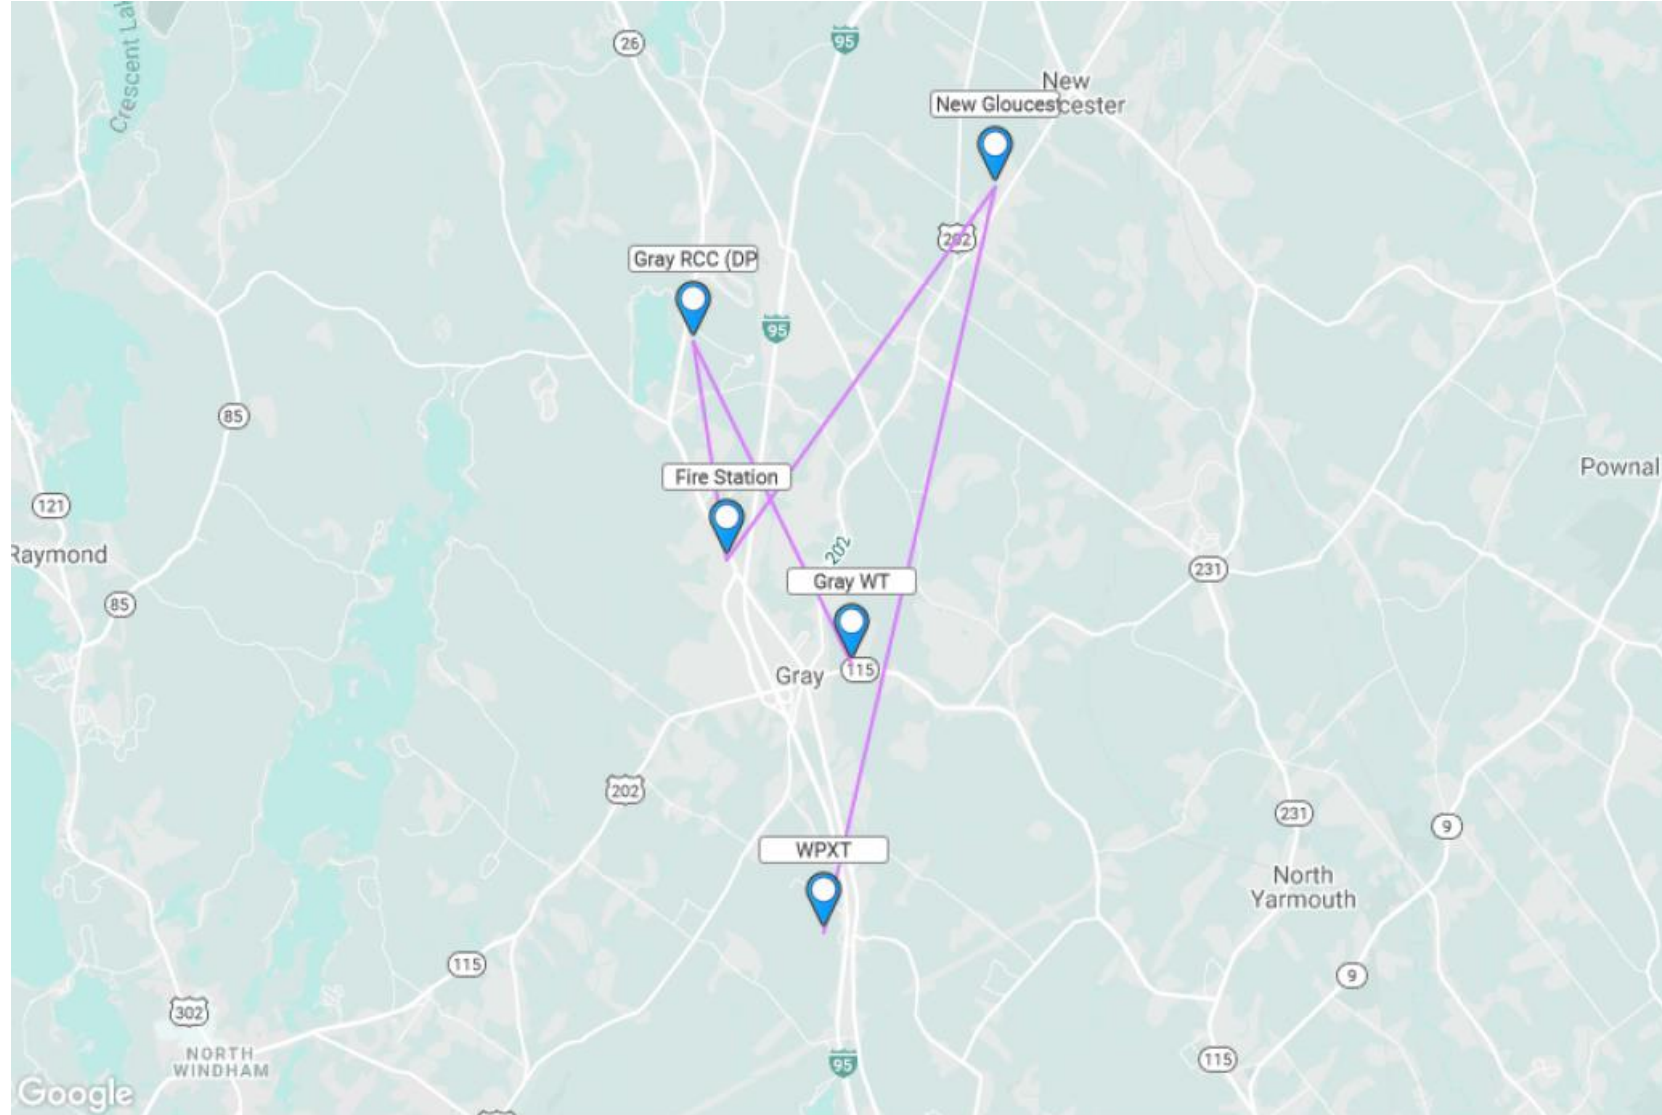 Crescent Lak
26
95
New
New Gloucest
cester
202
Gray RCC (DP
95
85
Fire Station
Pownal
121
Raymond
202
231
Gray WT
85
115
Gray
202
231
9
WPXT
North
Yarmouth
115
9
302
NORTH
WINDHAM
95
115
Google